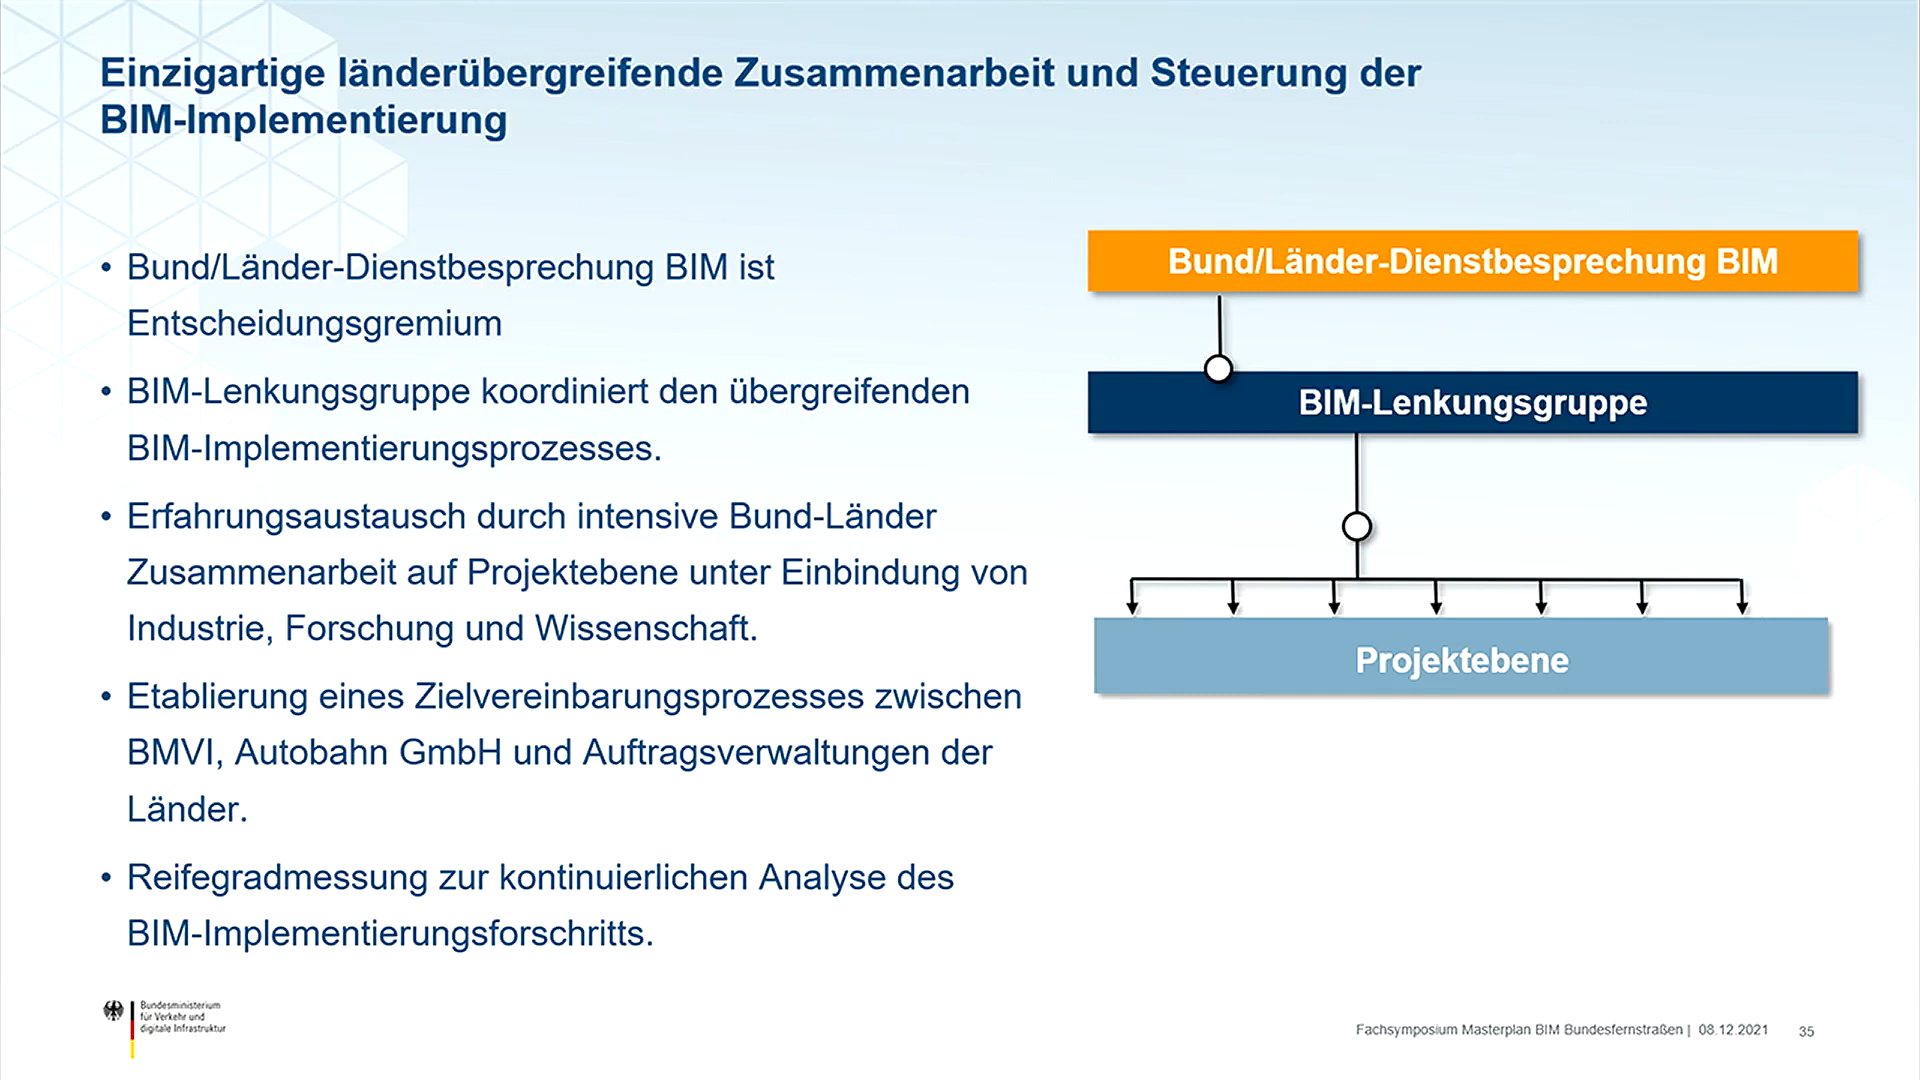 Einzigartige länderübergreifende Zusammenarbeit und Steuerung der
BIM-Implementierung
• Bund/Länder-Dienstbesprechung BIM ist
Entscheidungsgremium
• BIM-Lenkungsgruppe koordiniert den übergreifenden
BIM-Implementierungsprozesses.
• Erfahrungsaustausch durch intensive Bund-Länder
Zusammenarbeit auf Projektebene unter Einbindung von
Industrie, Forschung und Wissenschaft.
• Etablierung eines Zielvereinbarungsprozesses zwischen
BMVI, Autobahn GmbH und Auftragsverwaltungen der
Länder.
• Reifegradmessung zur kontinuierlichen Analyse des
BIM-Implementierungsforschritts.
Bund/Länder-Dienstbesprechung BIM
BIM-Lenkungsgruppe
Projektebene
Bundesministerium
für Verkehr und
digitale Infrastruktur
Fachsymposium Masterplan BIM Bundesfernstraßen | 08.12.2021 35